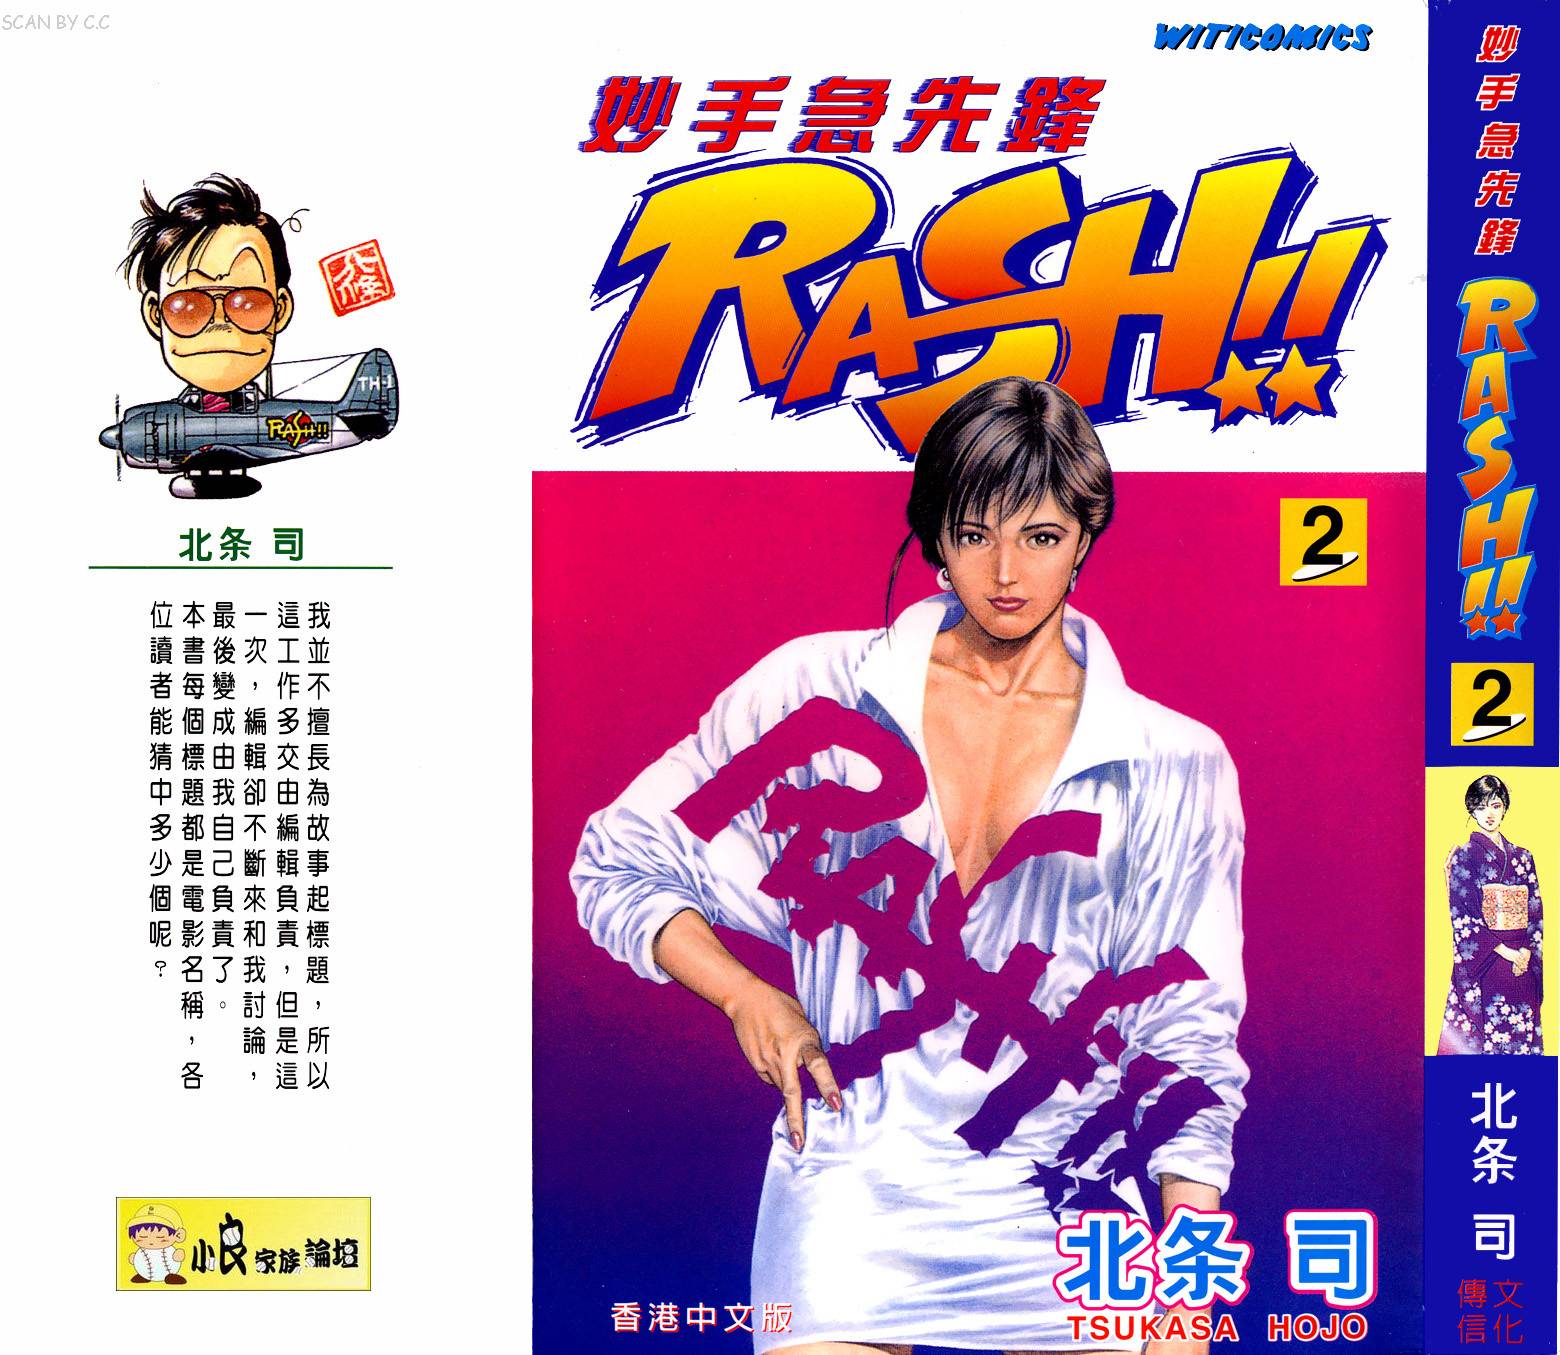 SCAN BY C.C
WITICOMICS
妙手急先鋒
RASH!!
2
TH-1
RASH!!
北条 司
我並不擅長為故事起標題，所以
這工作多交由編輯負責，但是這
一次，編輯卻不斷來和我討論，
最後變成由我自己負責了。
本書每個標題都是電影名稱，各
位讀者能猜中多少個呢？
小良家族論壇
RASH!!
北条 司
TSUKASA HOJO
香港中文版
妙手急先鋒
RASH!!
2
北条 司
文化
傳信